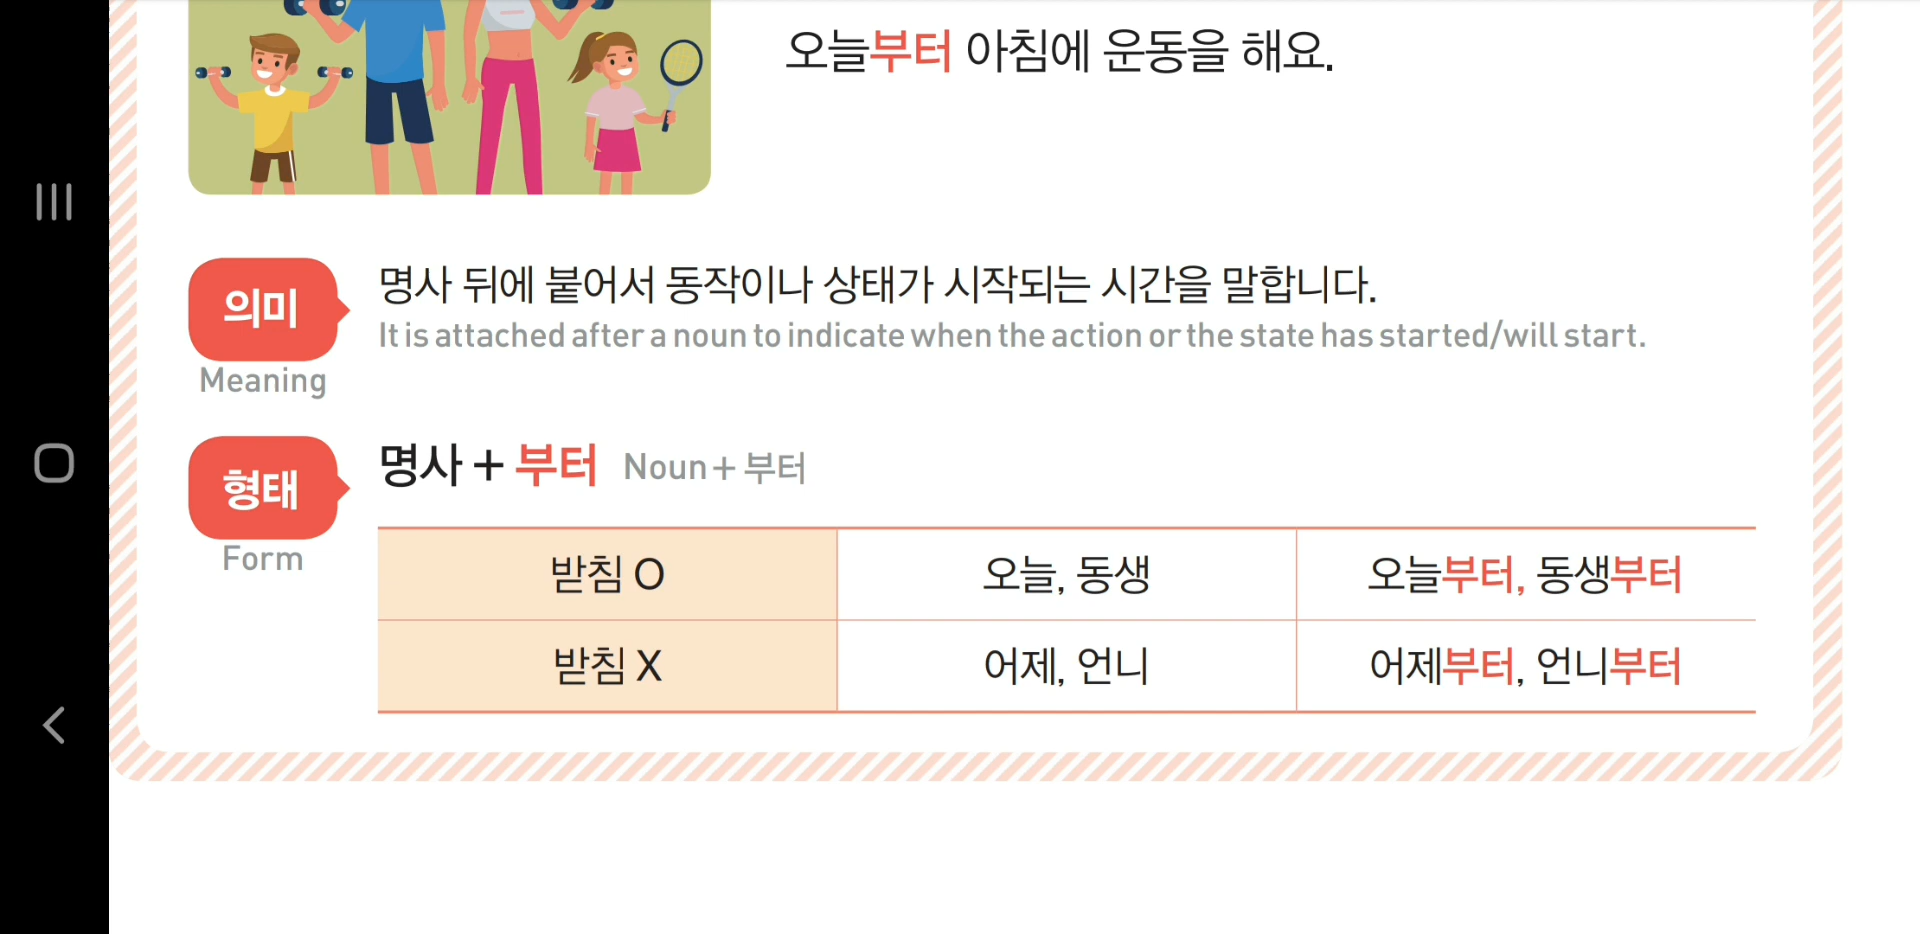 오늘부터 아침에 운동을 해요.
의미
Meaning
명사 뒤에 붙어서 동작이나 상태가 시작되는 시간을 말합니다.
It is attached after a noun to indicate when the action or the state has started/will start.
형태
Form
명사 + 부터 Noun + 부터
받침 O 오늘, 동생 오늘부터, 동생부터
받침 X 어제, 언니 어제부터, 언니부터